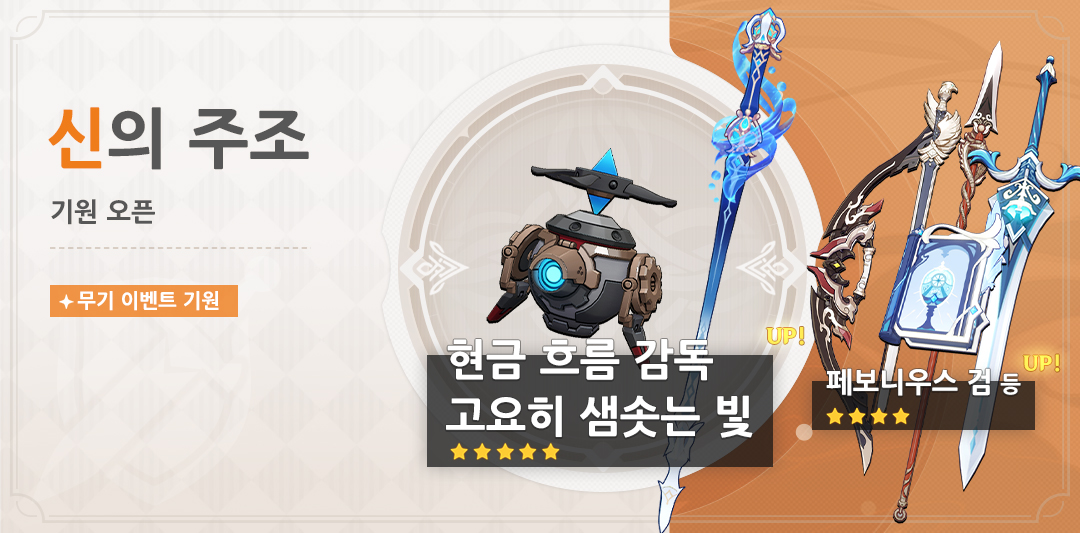 신의 주조
기원 오픈
무기 이벤트 기원
현금 흐름 감독
고요히 샘솟는 빛
UP!
페보니우스 검 등
UP!